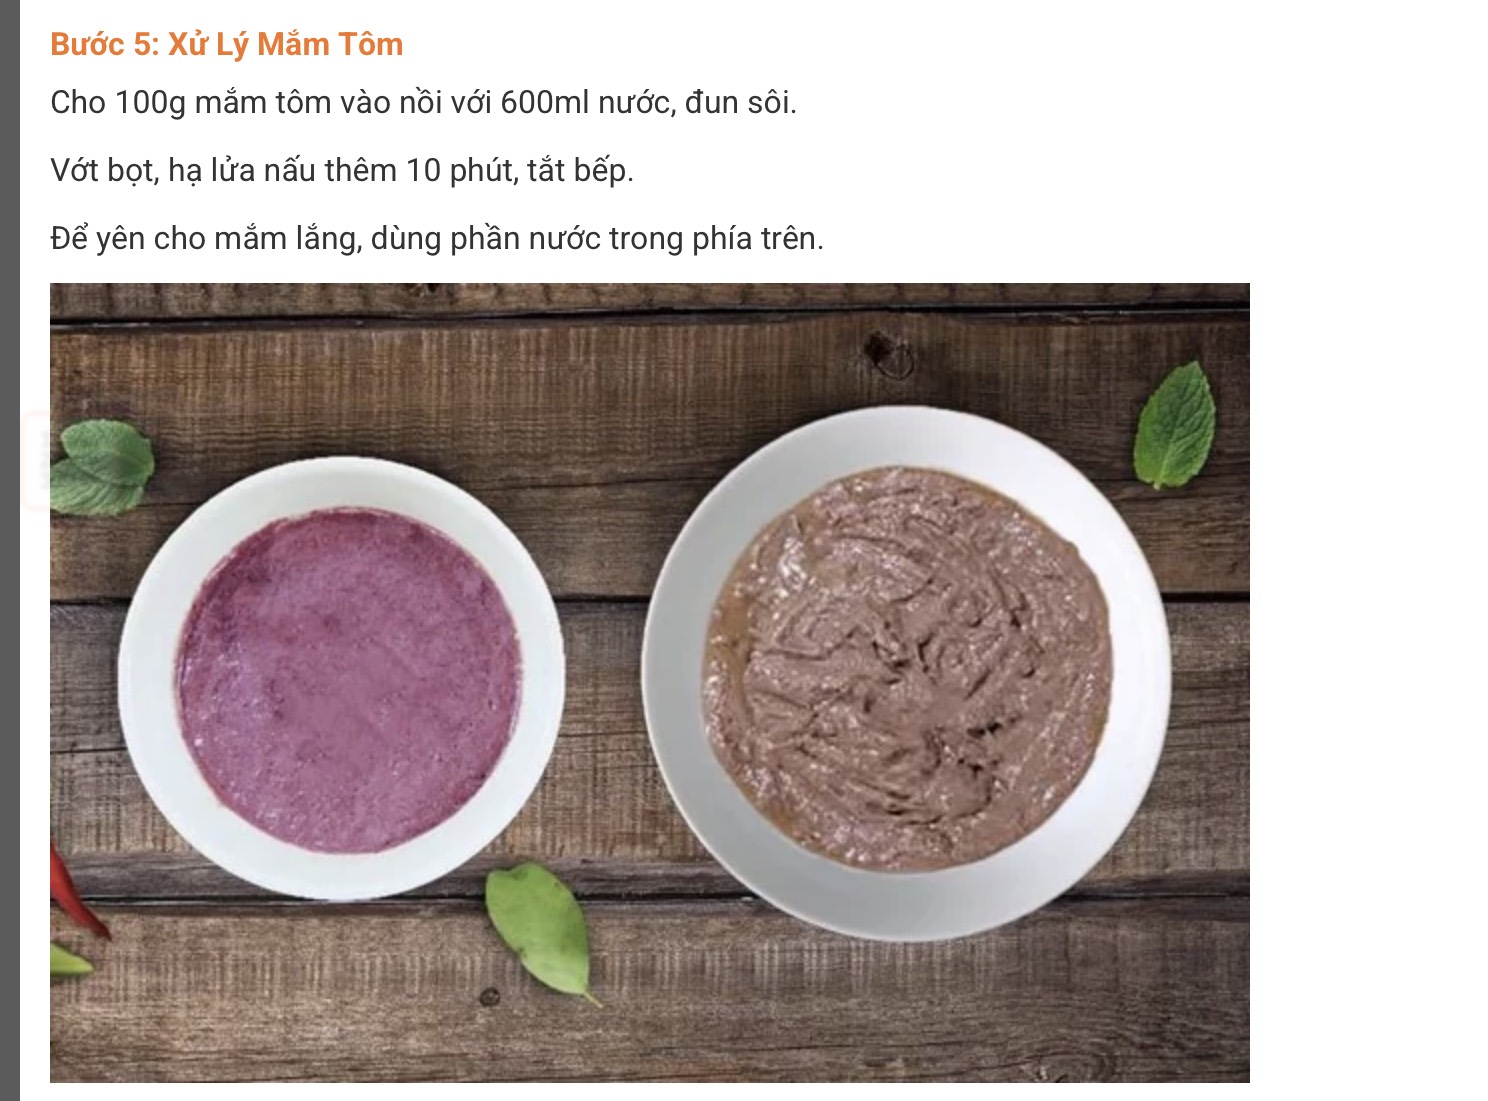 Bước 5: Xử Lý Mắm Tôm
Cho 100g mắm tôm vào nồi với 600ml nước, đun sôi.
Vớt bọt, hạ lửa nấu thêm 10 phút, tắt bếp.
Để yên cho mắm lắng, dùng phần nước trong phía trên.